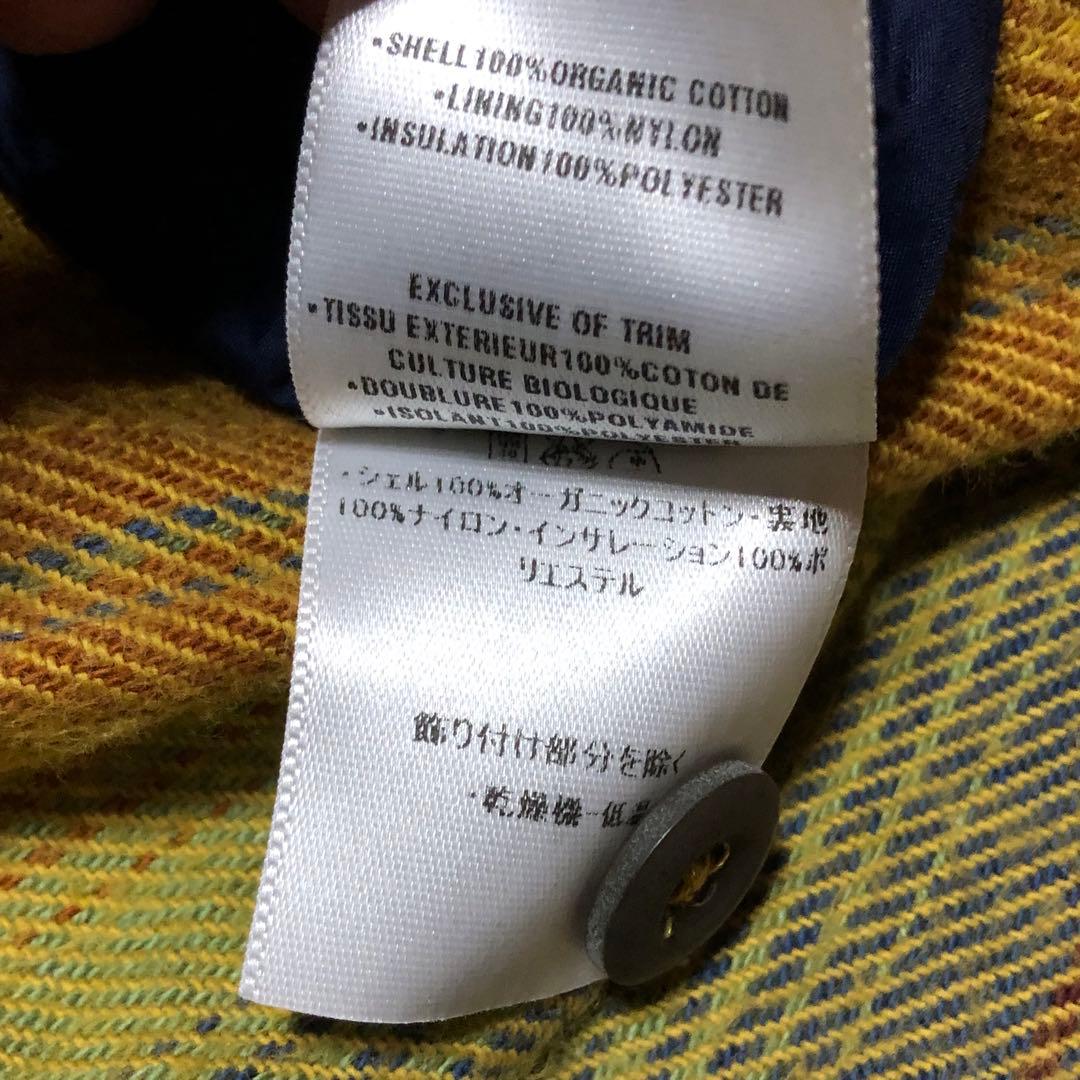 •SHELL100%ORGANIC COTTON
•LINING100%NYLON
•INSULATION100%POLYESTER
EXCLUSIVE OF TRIM
•TISSU EXTERIEUR100%COTON DE
CULTURE BIOLOGIQUE
•DOUBLURE100%POLYAMIDE
•ISOLANT100%POLYESTER
・シェル100%オーガニックコットン・裏地
100%ナイロン・インサレーション100%ポ
リエステル
飾り付け部分を除く
・乾燥機-低温